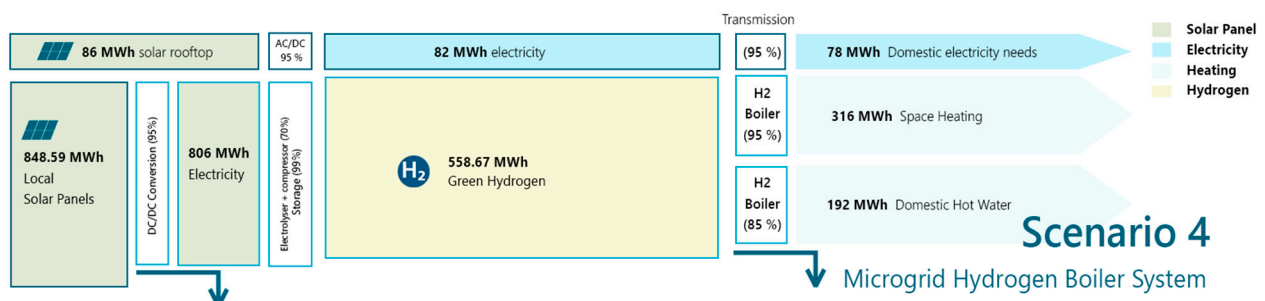 Transmission
86 MWh solar rooftop
AC/DC
95 %
82 MWh electricity
(95 %)
78 MWh Domestic electricity needs
Solar Panel
Electricity
Heating
Hydrogen
848.59 MWh
Local
Solar Panels
DC/DC Conversion (95%)
806 MWh
Electricity
Electrolyser + compressor (70%)
Storage (99%)
H2
558.67 MWh
Green Hydrogen
H2
Boiler
(95 %)
316 MWh Space Heating
H2
Boiler
(85 %)
192 MWh Domestic Hot Water
Scenario 4
Microgrid Hydrogen Boiler System